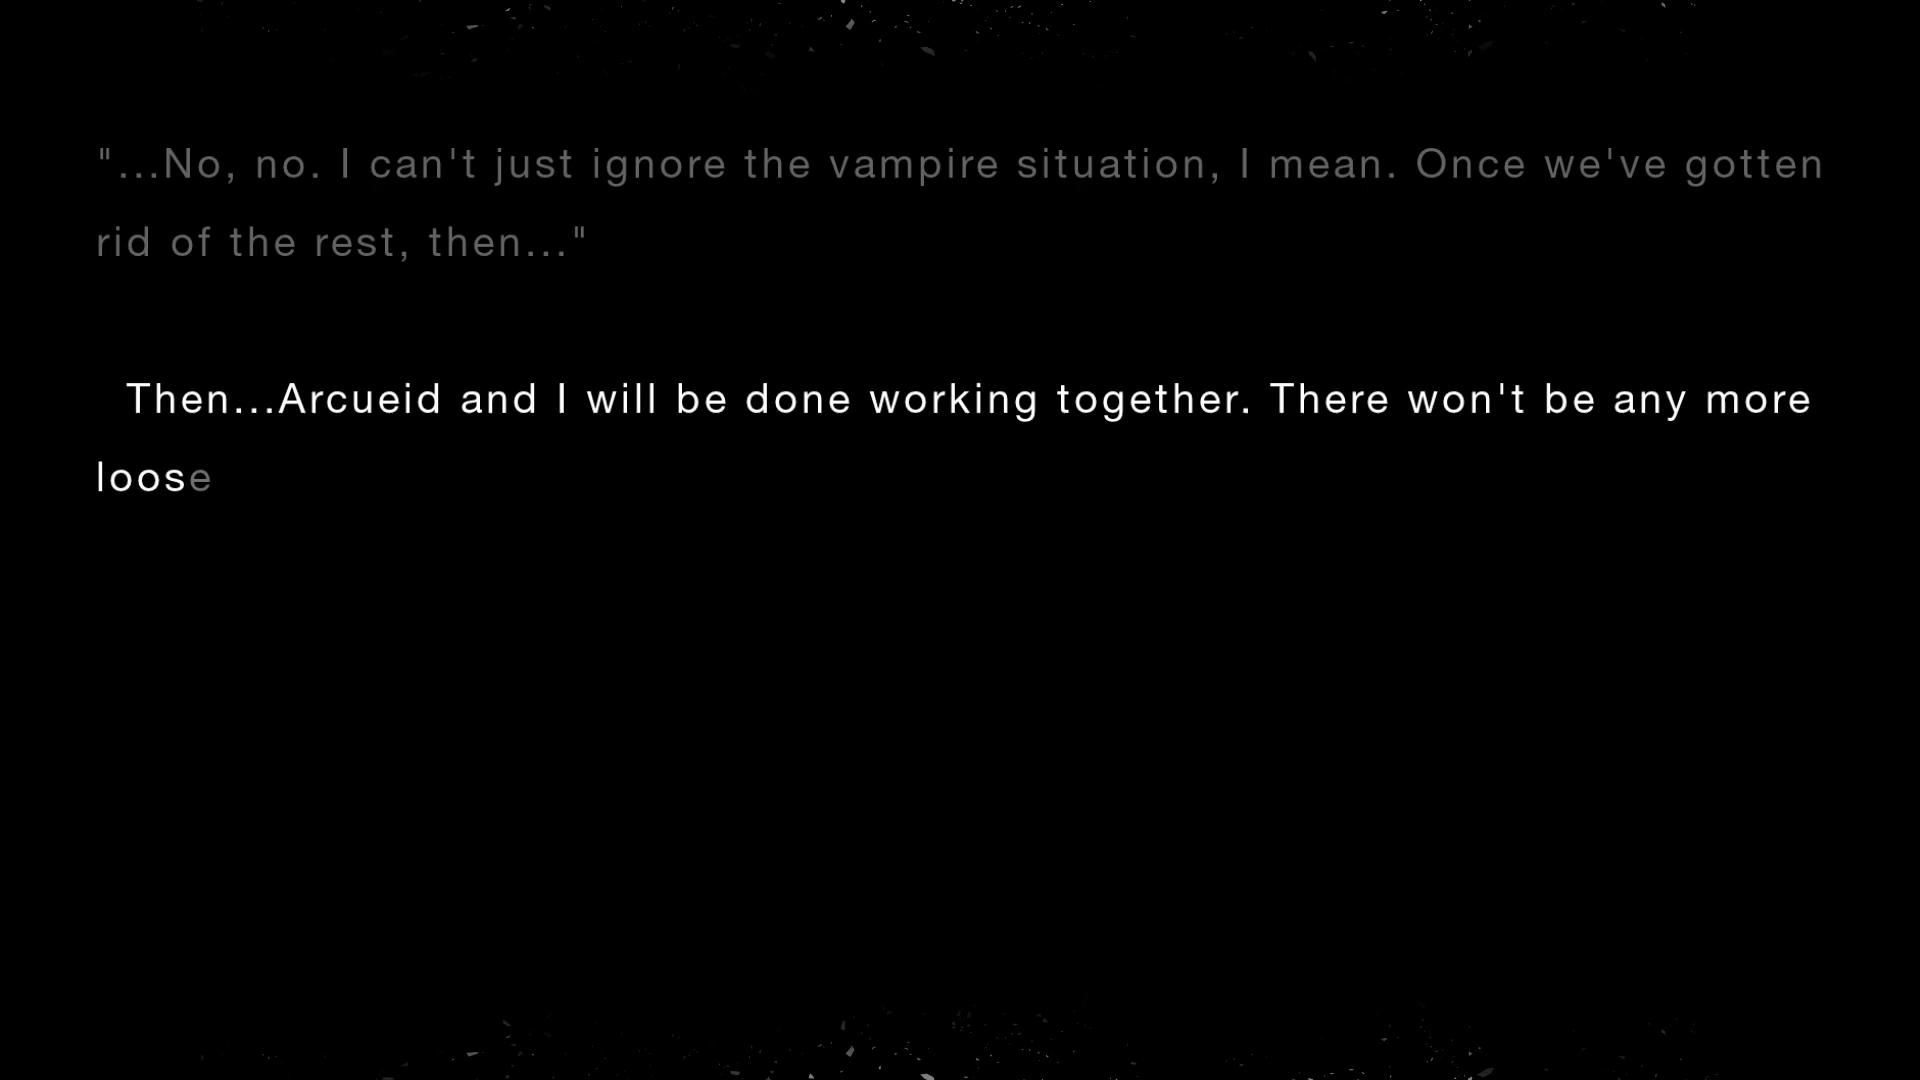 "...No, no. I can't just ignore the vampire situation, I mean. Once we've gotten
rid of the rest, then..."
Then...Arcueid and I will be done working together. There won't be any more
loose